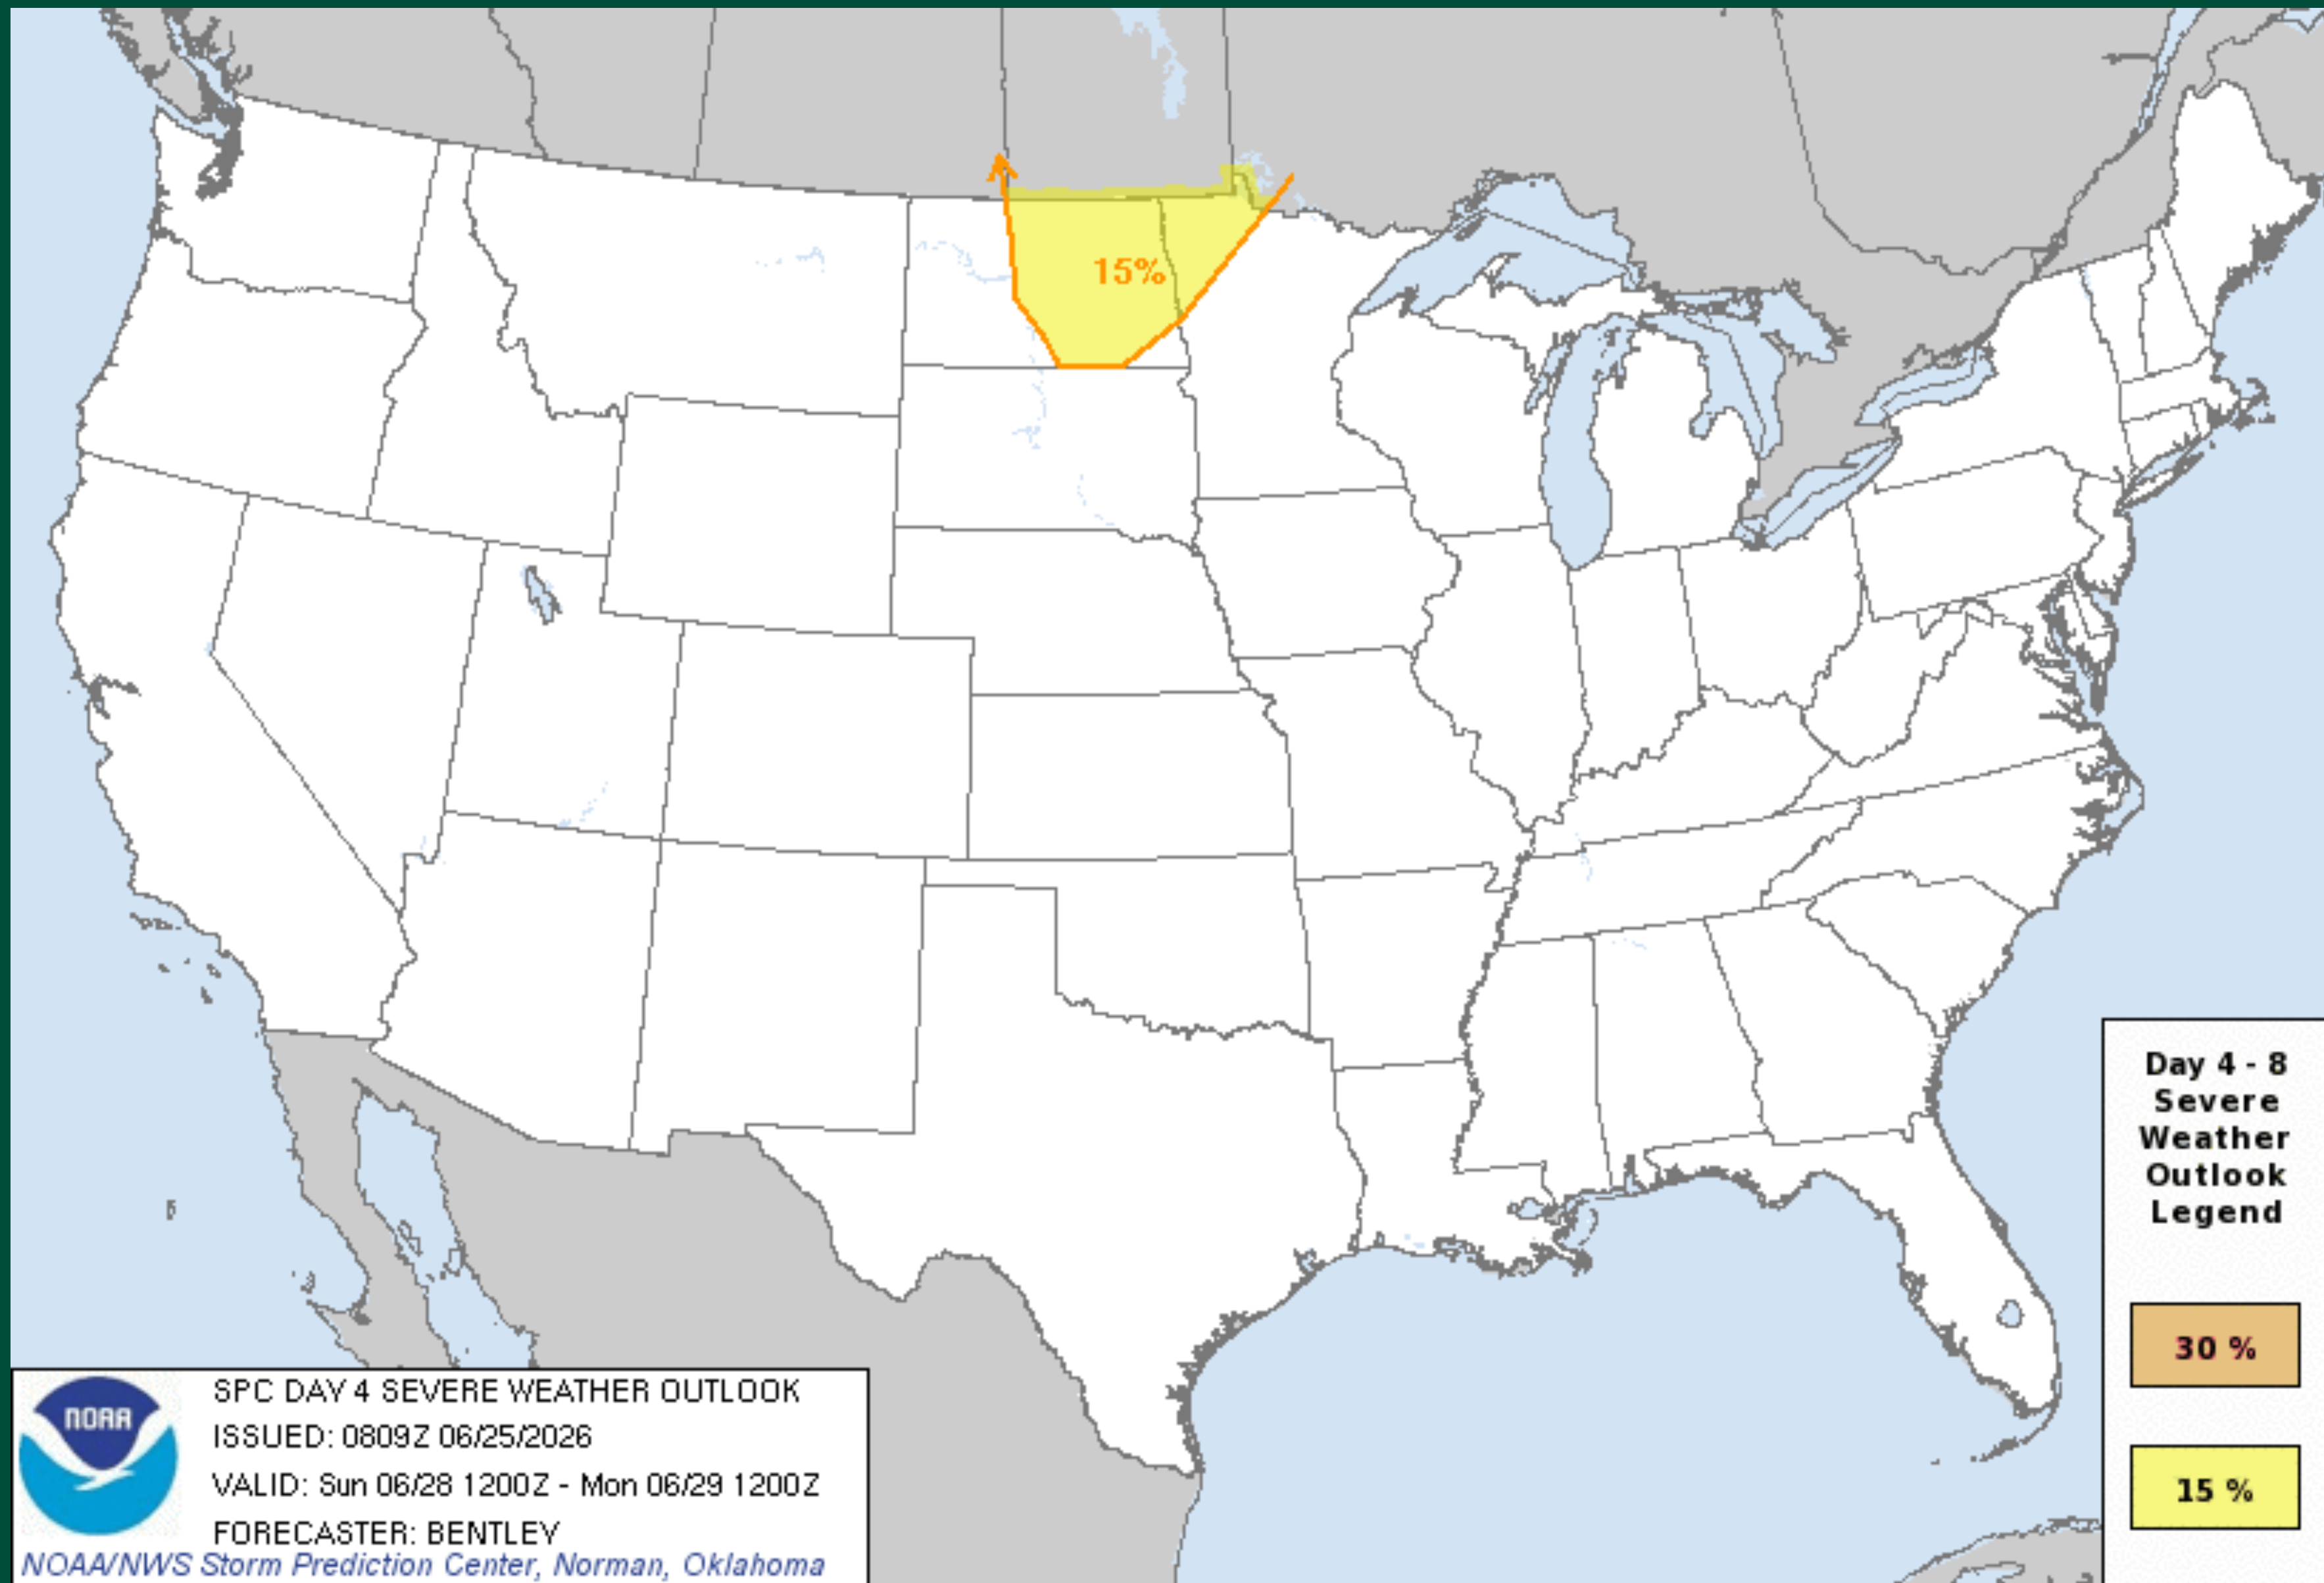 15%
Day 4 - 8
Severe
Weather
Outlook
Legend
30 %
15 %
NOAA
SPC DAY 4 SEVERE WEATHER OUTLOOK
ISSUED: 0809Z 06/25/2026
VALID: Sun 06/28 1200Z - Mon 06/29 1200Z
FORECASTER: BENTLEY
NOAA/NWS Storm Prediction Center, Norman, Oklahoma